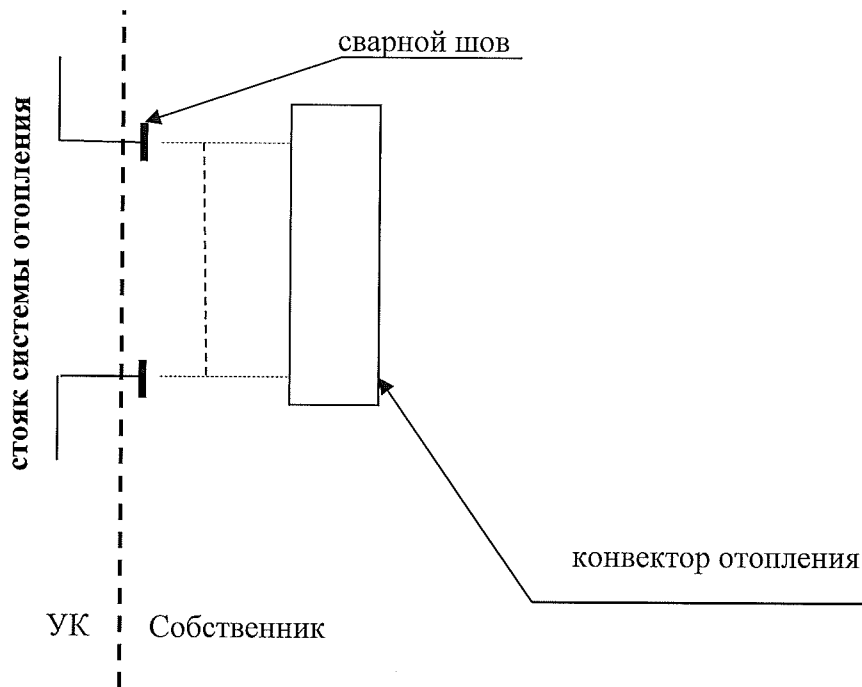 сварной шов
стояк системы отопления
конвектор отопления
УК Собственник